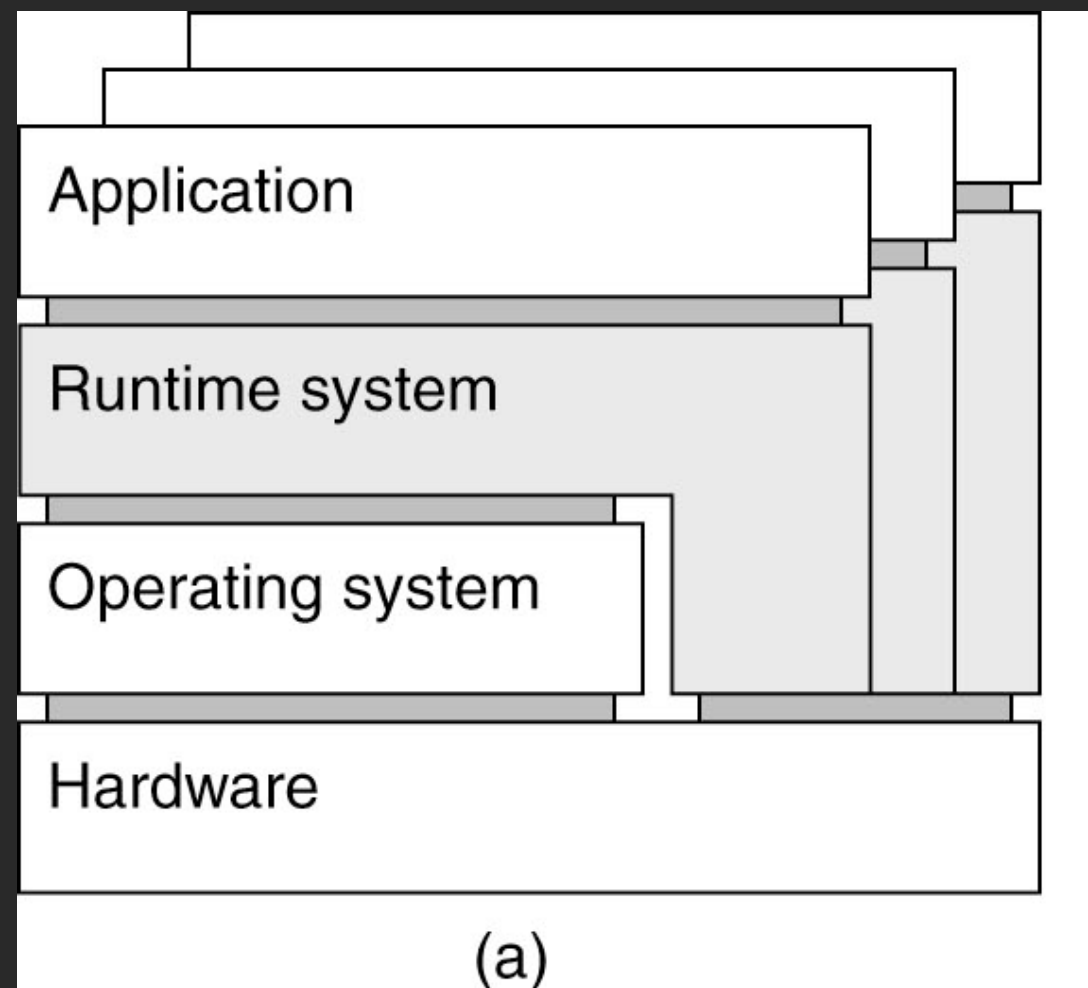 Application
Runtime system
Operating system
Hardware
(a)